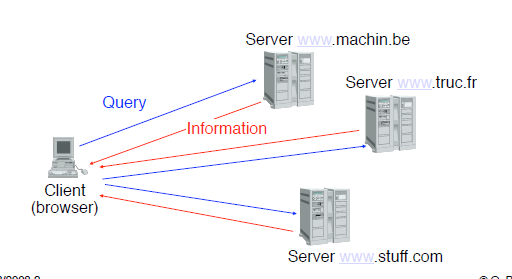 Server www.machin.be
Server www.truc.fr
Query
Information
Client
(browser)
Server www.stuff.com